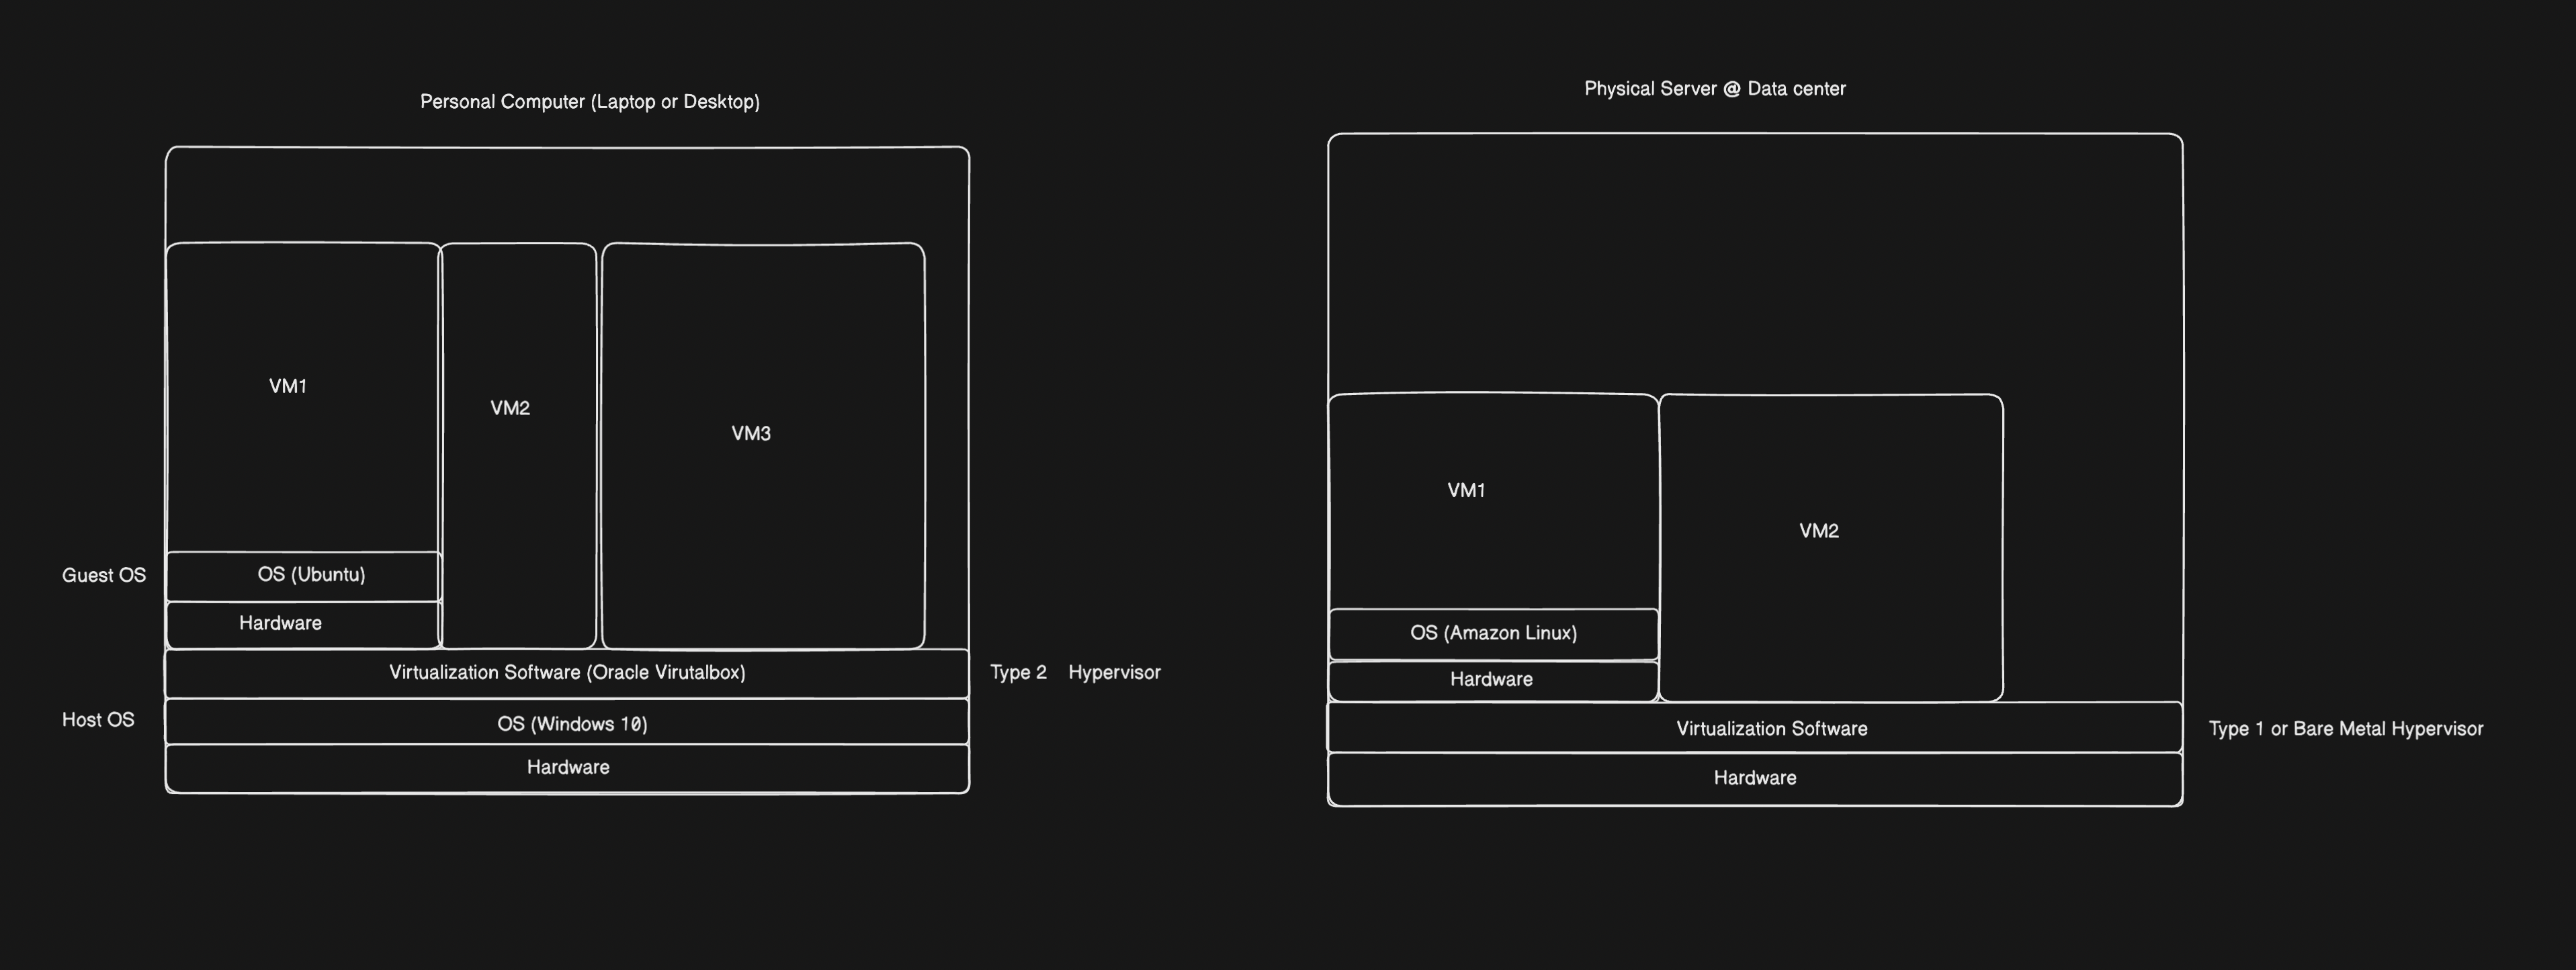 Personal Computer (Laptop or Desktop)
VM1
VM2
VM3
Guest OS
OS (Ubuntu)
Hardware
Virtualization Software (Oracle Virutalbox)
Type 2 Hypervisor
Host OS
OS (Windows 10)
Hardware
Physical Server @ Data center
VM1
VM2
OS (Amazon Linux)
Hardware
Virtualization Software
Type 1 or Bare Metal Hypervisor
Hardware